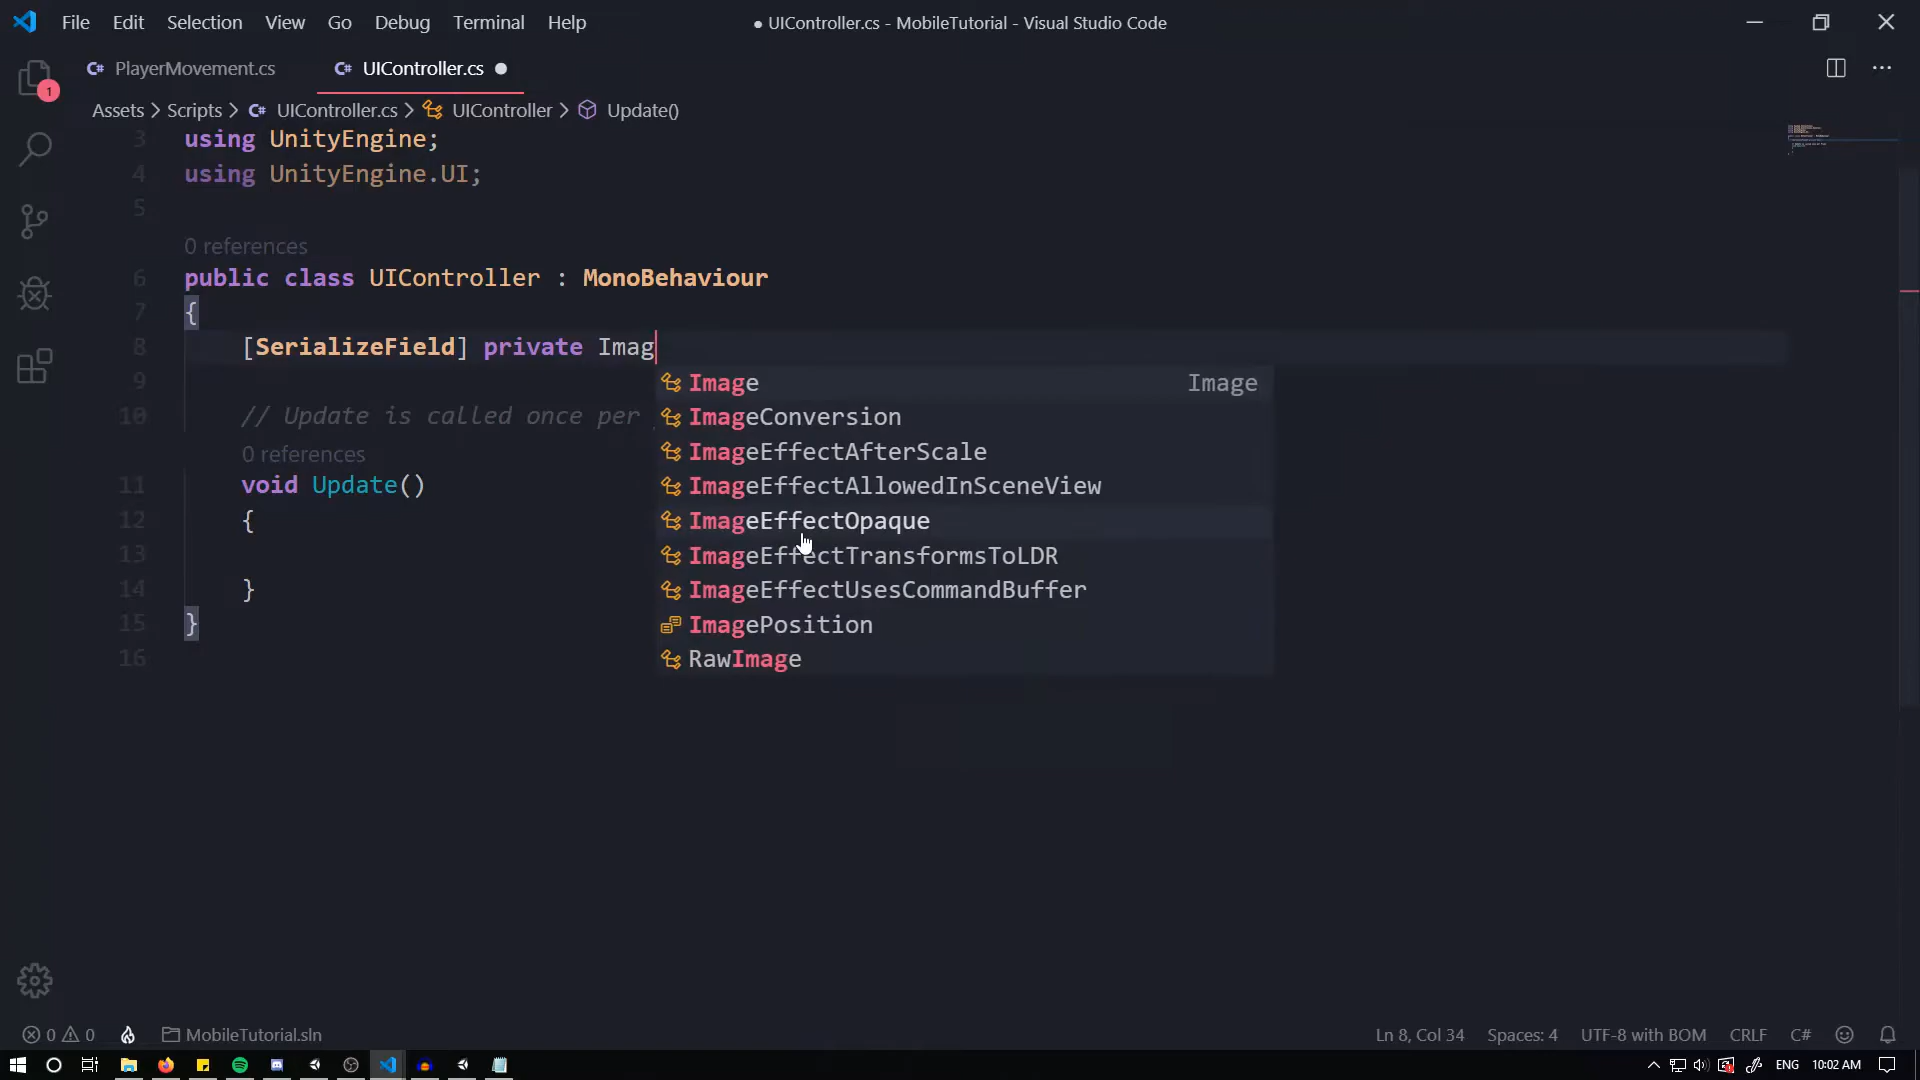 File Edit Selection View Go Debug Terminal Help
● UIController.cs - MobileTutorial - Visual Studio Code
C# PlayerMovement.cs
C# UIController.cs ●
Assets > Scripts > C# UIController.cs > UIController > Update()
1
3 using UnityEngine;
4 using UnityEngine.UI;
5
0 references
6 public class UIController : MonoBehaviour
7 {
8 [SerializeField] private Imag
9
Image Image
10 // Update is called once per
ImageConversion
0 references
ImageEffectAfterScale
11 void Update()
ImageEffectAllowedInSceneView
12 {
ImageEffectOpaque
13
ImageEffectTransformsToLDR
14 }
ImageEffectUsesCommandBuffer
15 }
ImagePosition
16
RawImage
0 0 MobileTutorial.sln
Ln 8, Col 34 Spaces: 4 UTF-8 with BOM CRLF C#
ENG 10:02 AM